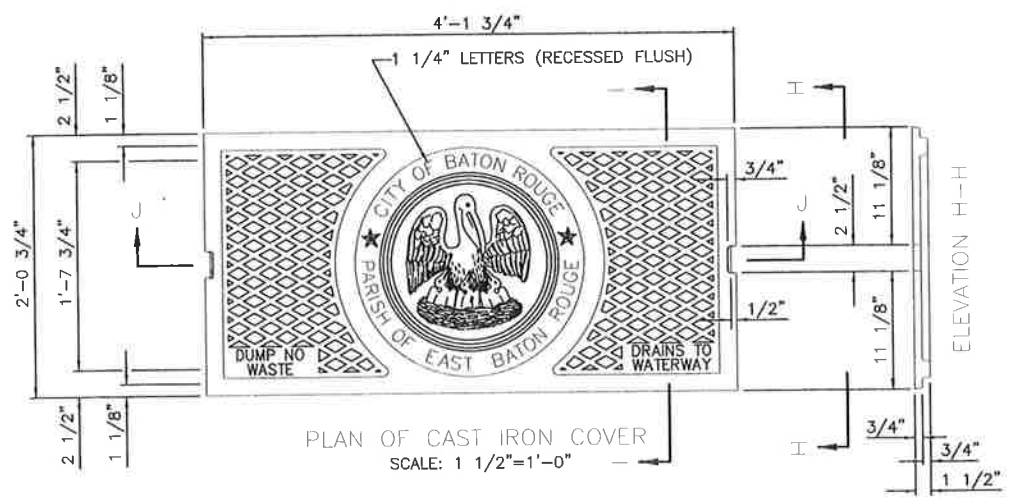 4'-1 3/4"
1 1/4" LETTERS (RECESSED FLUSH)
2 1/2"
1 1/8"
I
H
CITY OF BATON ROUGE
PARISH OF EAST BATON ROUGE
3/4"
J
J
2 1/2"
11 1/8"
2'-0 3/4"
1'-7 3/4"
ELEVATION H-H
1/2"
11 1/8"
DUMP NO
WASTE
DRAINS TO
WATERWAY
2 1/2"
1 1/8"
PLAN OF CAST IRON COVER
SCALE: 1 1/2"=1'-0"
I
H
3/4"
3/4"
1 1/2"